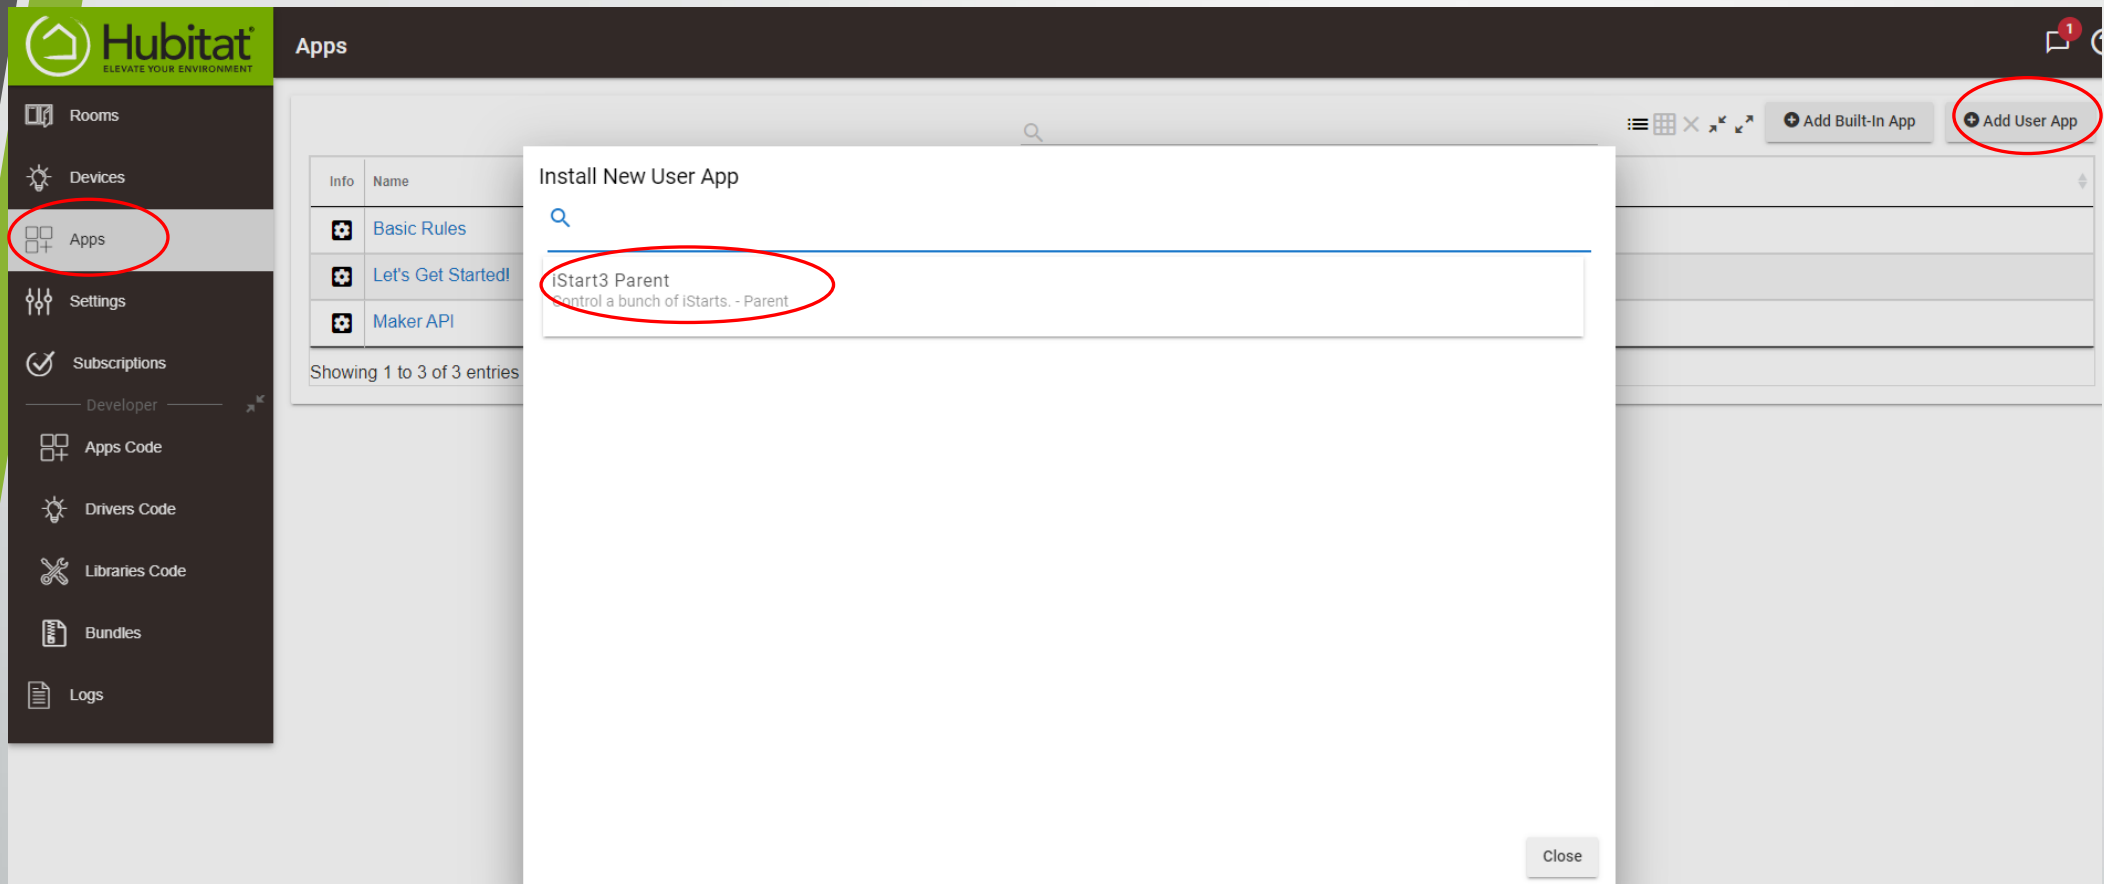 Hubitat®
ELEVATE YOUR ENVIRONMENT
Apps
1
Rooms
Devices
Apps
Settings
Subscriptions
Developer
Apps Code
Drivers Code
Libraries Code
Bundles
Logs
Add Built-In App
Add User App
Info Name
Basic Rules
Let's Get Started!
Maker API
Showing 1 to 3 of 3 entries
Install New User App
iStart3 Parent
Control a bunch of iStarts. - Parent
Close